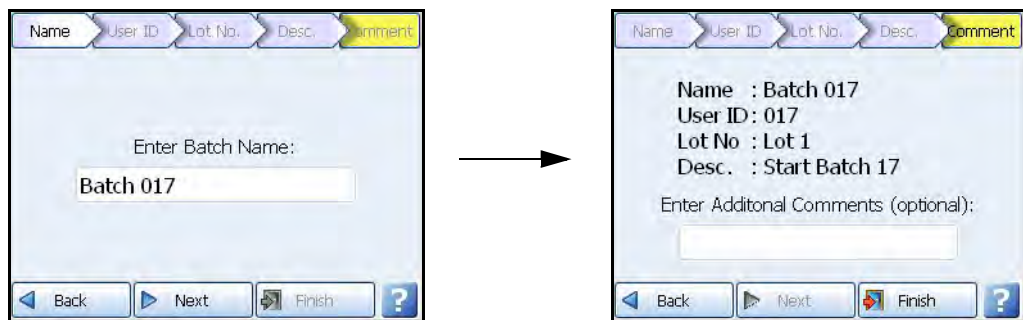 Name User ID Lot No. Desc. Comment
Enter Batch Name:
Batch 017
Back Next Finish ?
Name User ID Lot No. Desc. Comment
Name : Batch 017
User ID: 017
Lot No : Lot 1
Desc. : Start Batch 17
Enter Additonal Comments (optional):
Back Next Finish ?